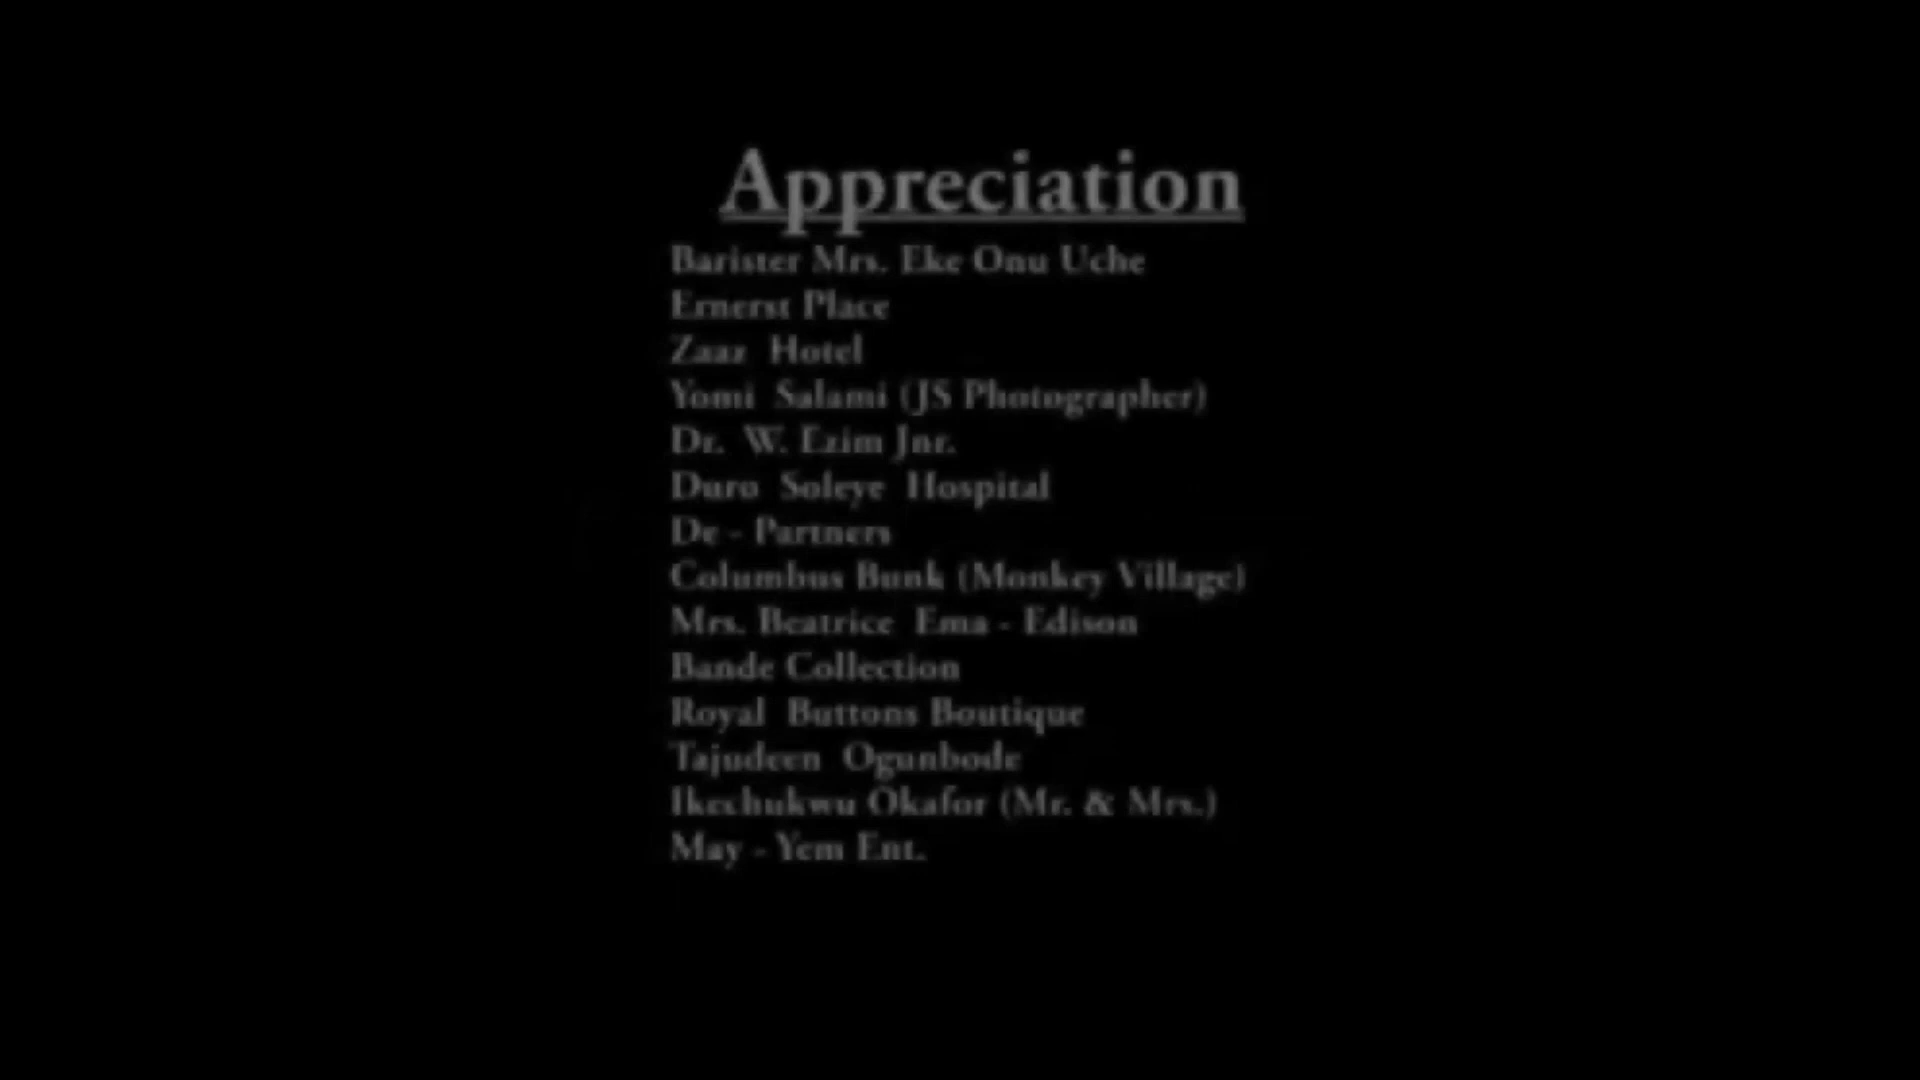 Appreciation
Barister Mrs. Eke Onu Uche
Ernerst Place
Zaaz Hotel
Yomi Salami (JS Photographer)
Dr. W. Ezim Jnr.
Duro Soleye Hospital
De - Partners
Columbus Bunk (Monkey Village)
Mrs. Beatrice Ema - Edison
Bande Collection
Royal Buttons Boutique
Tajudeen Ogunbode
Ikechukwu Okafor (Mr. & Mrs.)
May - Yem Ent.